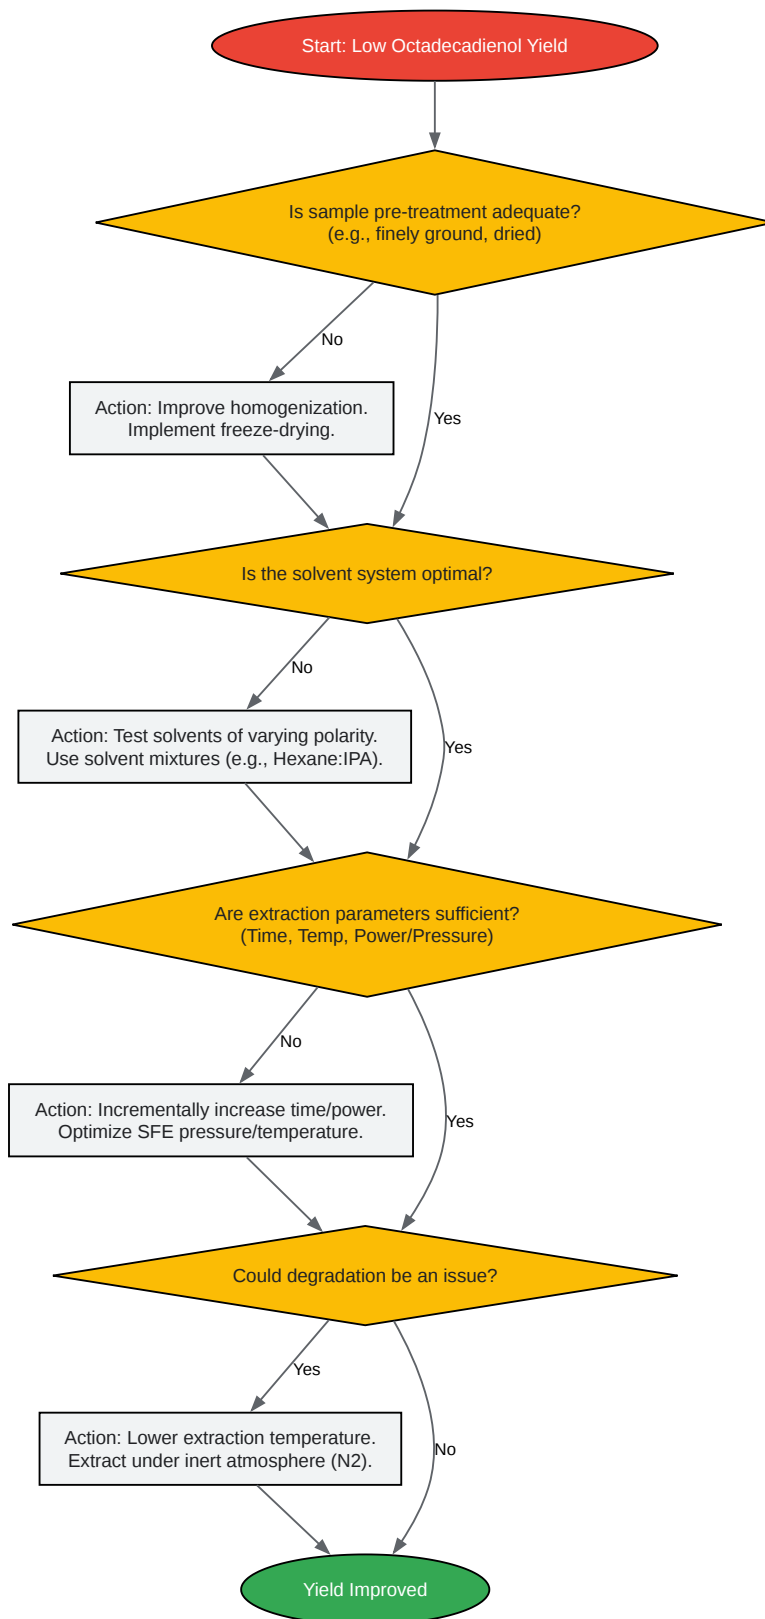 Start: Low Octadecadienol Yield
Is sample pre-treatment adequate?
(e.g., finely ground, dried)
No
Action: Improve homogenization.
Implement freeze-drying.
Yes
Is the solvent system optimal?
No
Action: Test solvents of varying polarity.
Use solvent mixtures (e.g., Hexane:IPA).
Yes
Are extraction parameters sufficient?
(Time, Temp, Power/Pressure)
No
Action: Incrementally increase time/power.
Optimize SFE pressure/temperature.
Yes
Could degradation be an issue?
Yes
Action: Lower extraction temperature.
Extract under inert atmosphere (N2).
No
Yield Improved